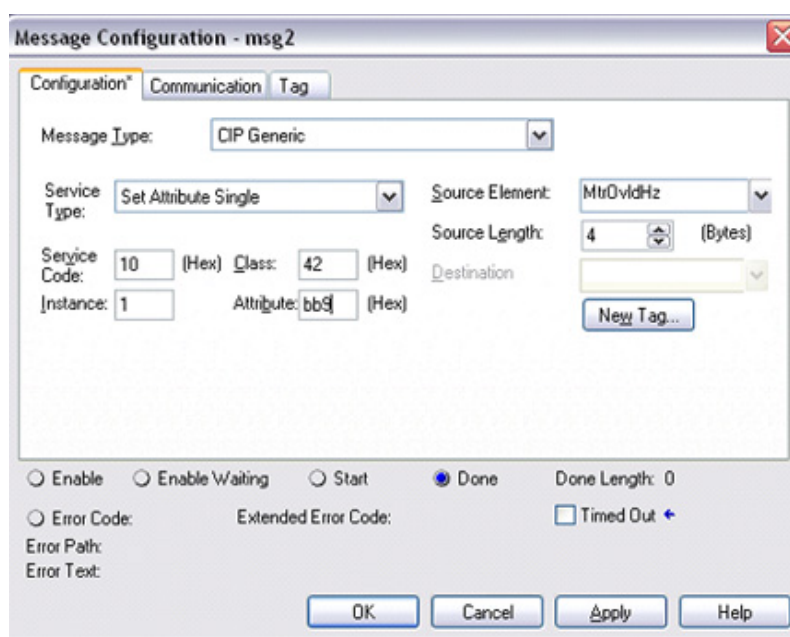 Message Configuration - msg2
Configuration* Communication Tag
Message Type: CIP Generic
Service Type: Set Attribute Single
Source Element: MtrOvldHz
Source Length: 4 (Bytes)
Service Code: 10 (Hex) Class: 42 (Hex)
Destination
Instance: 1 Attribute: bb9 (Hex)
New Tag...
Enable Enable Waiting Start Done Done Length: 0
Error Code: Extended Error Code: Timed Out
Error Path:
Error Text:
OK Cancel Apply Help